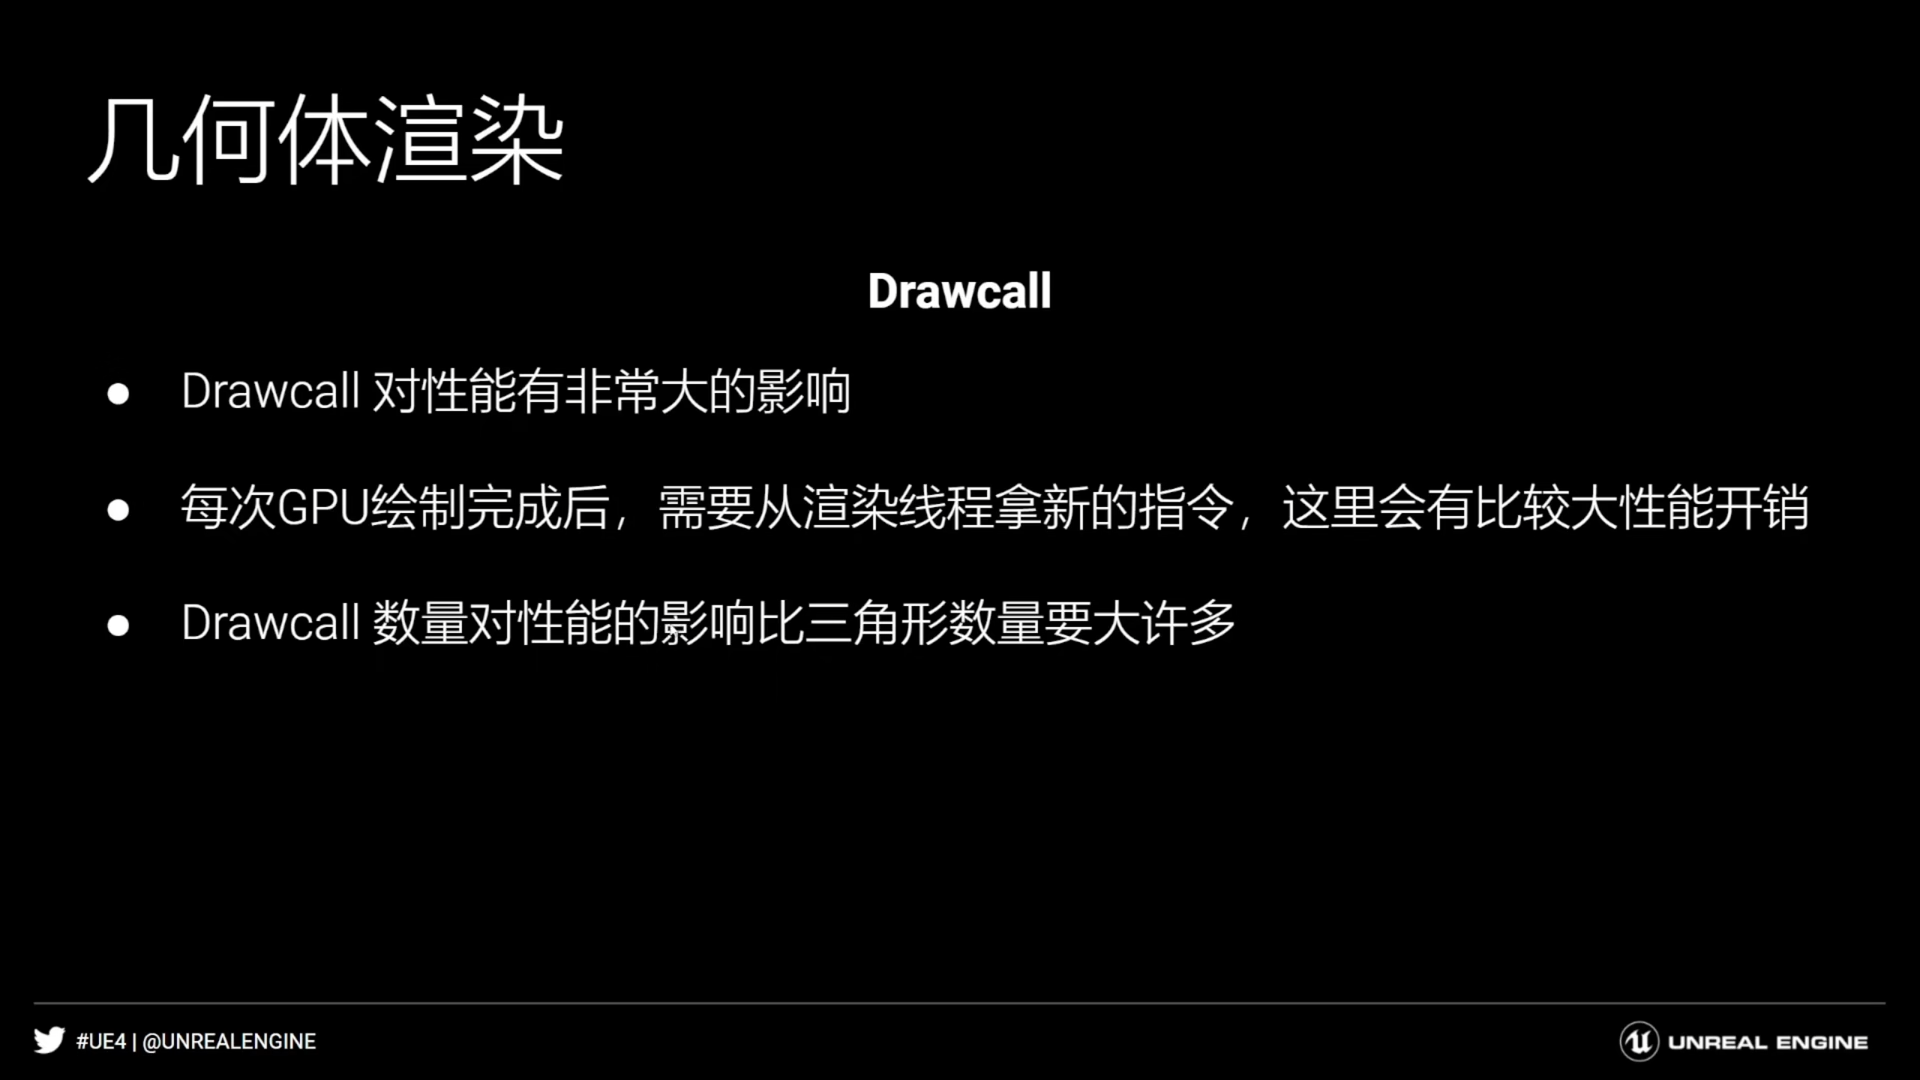 几何体渲染
Drawcall
● Drawcall 对性能有非常大的影响
● 每次GPU绘制完成后，需要从渲染线程拿新的指令，这里会有比较大性能开销
● Drawcall 数量对性能的影响比三角形数量要大许多
#UE4 | @UNREALENGINE
UNREAL ENGINE